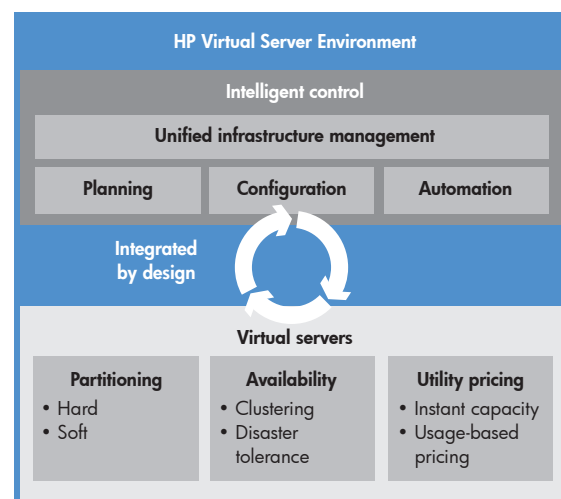 HP Virtual Server Environment
Intelligent control
Unified infrastructure management
Planning
Configuration
Automation
Integrated
by design
Virtual servers
Partitioning
• Hard
• Soft
Availability
• Clustering
• Disaster
tolerance
Utility pricing
• Instant capacity
• Usage-based
pricing